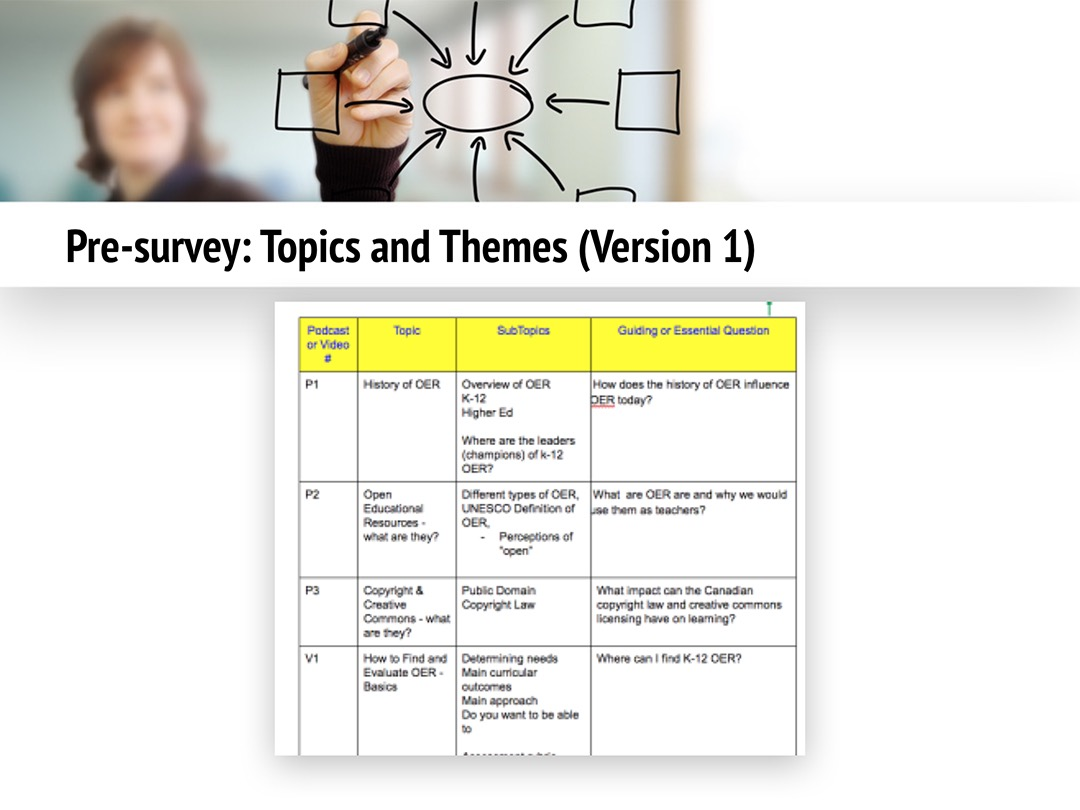 Pre-survey: Topics and Themes (Version 1)
Podcast
or Video
#
Topic
SubTopics
Guiding or Essential Question
P1
History of OER
Overview of OER
K-12
Higher Ed
Where are the leaders
(champions) of k-12
OER?
How does the history of OER influence
OER today?
P2
Open
Educational
Resources -
what are they?
Different types of OER,
UNESCO Definition of
OER,
- Perceptions of
"open"
What are OER are and why we would
use them as teachers?
P3
Copyright &
Creative
Commons - what
are they?
Public Domain
Copyright Law
What impact can the Canadian
copyright law and creative commons
licensing have on learning?
V1
How to Find and
Evaluate OER -
Basics
Determining needs
Main curricular
outcomes
Main approach
Do you want to be able
to
Where can I find K-12 OER?